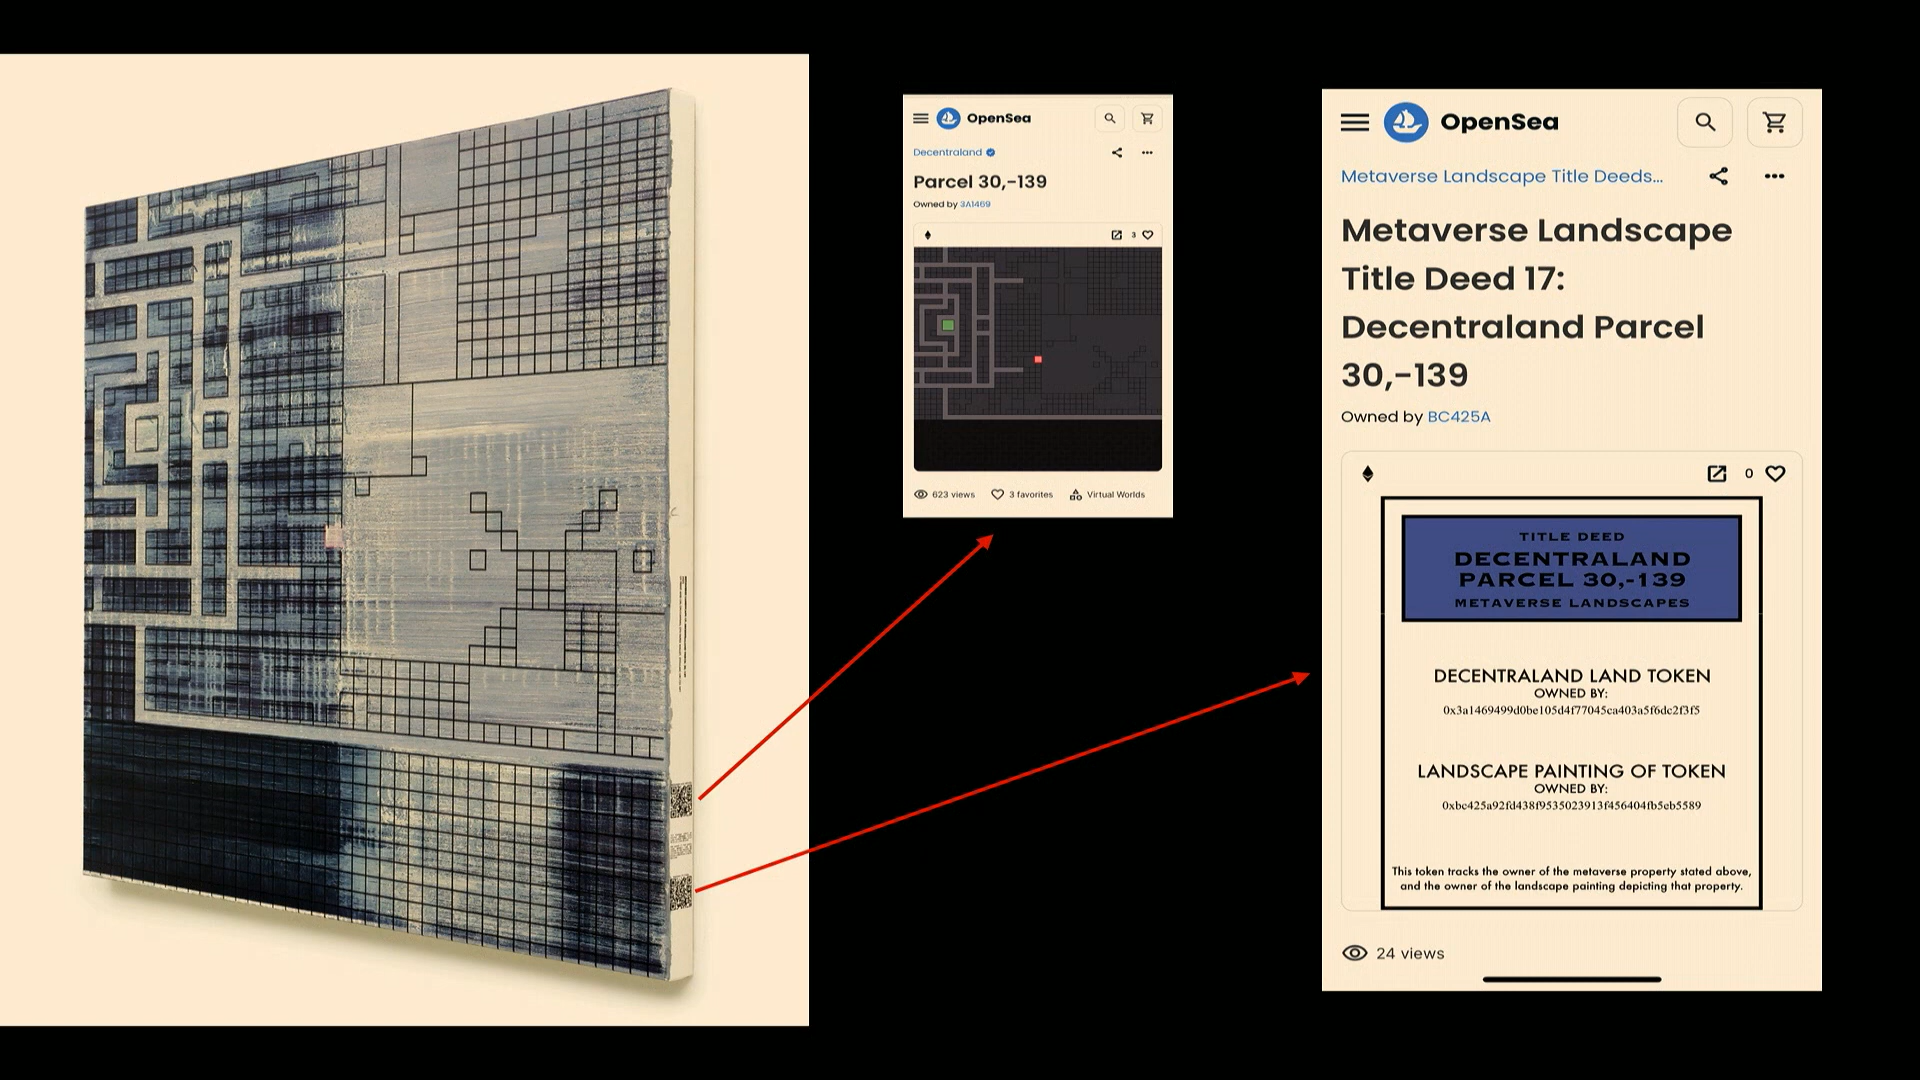 OpenSea
Decentraland
Parcel 30,-139
Owned by 3A1469
3
623 views
3 favorites
Virtual Worlds
OpenSea
Metaverse Landscape Title Deeds...
Metaverse Landscape
Title Deed 17:
Decentraland Parcel
30,-139
Owned by BC425A
0
TITLE DEED
DECENTRALAND
PARCEL 30,-139
METAVERSE LANDSCAPES
DECENTRALAND LAND TOKEN
OWNED BY:
0x3a1469499d0be105d4f77045ca403a5f6dc2f3f5
LANDSCAPE PAINTING OF TOKEN
OWNED BY:
0xbc425a92fd438f9535023913f456404fb5eb5589
This token tracks the owner of the metaverse property stated above,
and the owner of the landscape painting depicting that property.
24 views